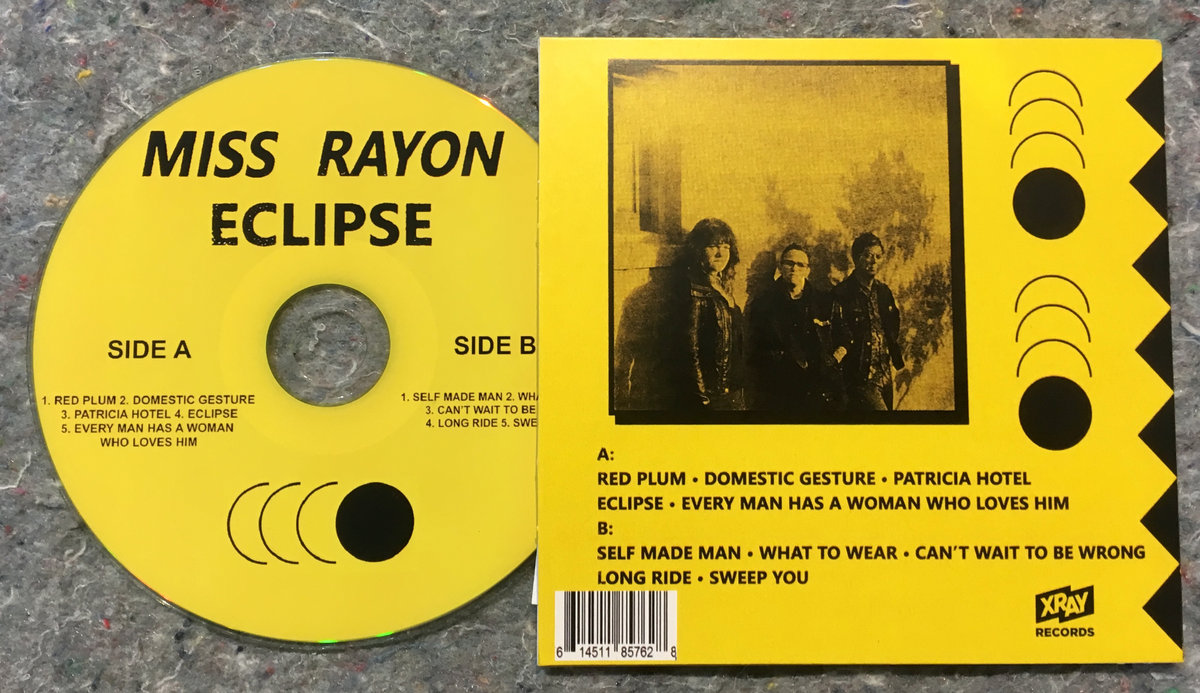 MISS RAYON
ECLIPSE
SIDE A
1. RED PLUM 2. DOMESTIC GESTURE
3. PATRICIA HOTEL 4. ECLIPSE
5. EVERY MAN HAS A WOMAN
WHO LOVES HIM
SIDE B
1. SELF MADE MAN 2.
3. CAN'T WAIT TO BE
4. LONG RIDE 5.
A:
RED PLUM • DOMESTIC GESTURE • PATRICIA HOTEL
ECLIPSE • EVERY MAN HAS A WOMAN WHO LOVES HIM
B:
SELF MADE MAN • WHAT TO WEAR • CAN'T WAIT TO BE WRONG
LONG RIDE • SWEEP YOU
XRAY
RECORDS
6 14511 85762 8